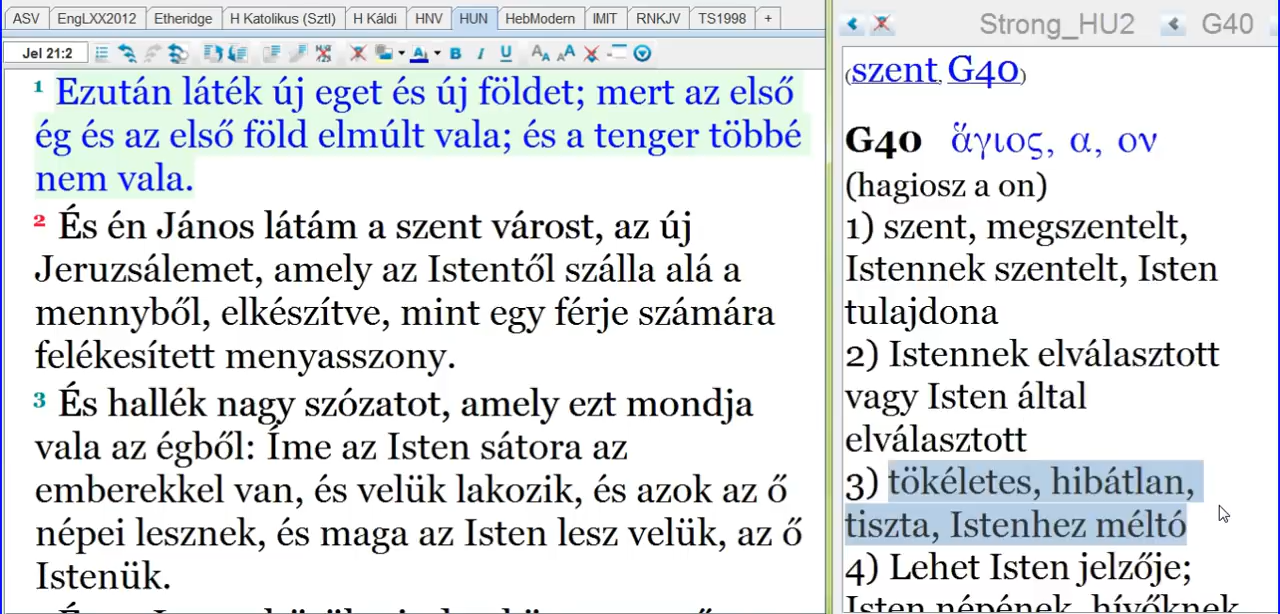 ASV EngLXX2012 Etheridge H Katolikus (Sztl) H Káldi HNV HUN HebModern IMIT RNKJV TS1998 +
Jel 21:2
1 Ezután láték új eget és új földet; mert az első
ég és az első föld elmúlt vala; és a tenger többé
nem vala.
2 És én János látám a szent várost, az új
Jeruzsálemet, amely az Istentől szálla alá a
mennyből, elkészítve, mint egy férje számára
felékesített menyasszony.
3 És hallék nagy szózatot, amely ezt mondja
vala az égből: Íme az Isten sátora az
emberekkel van, és velük lakozik, és azok az ő
népei lesznek, és maga az Isten lesz velük, az ő
Istenük.
Strong_HU2 G40
(szent, G40)
G40 ἅγιος, α, ον
(hagiosz a on)
1) szent, megszentelt,
Istennek szentelt, Isten
tulajdona
2) Istennek elválasztott
vagy Isten által
elválasztott
3) tökéletes, hibátlan,
tiszta, Istenhez méltó
4) Lehet Isten jelzője;
Isten népének, hívőknek